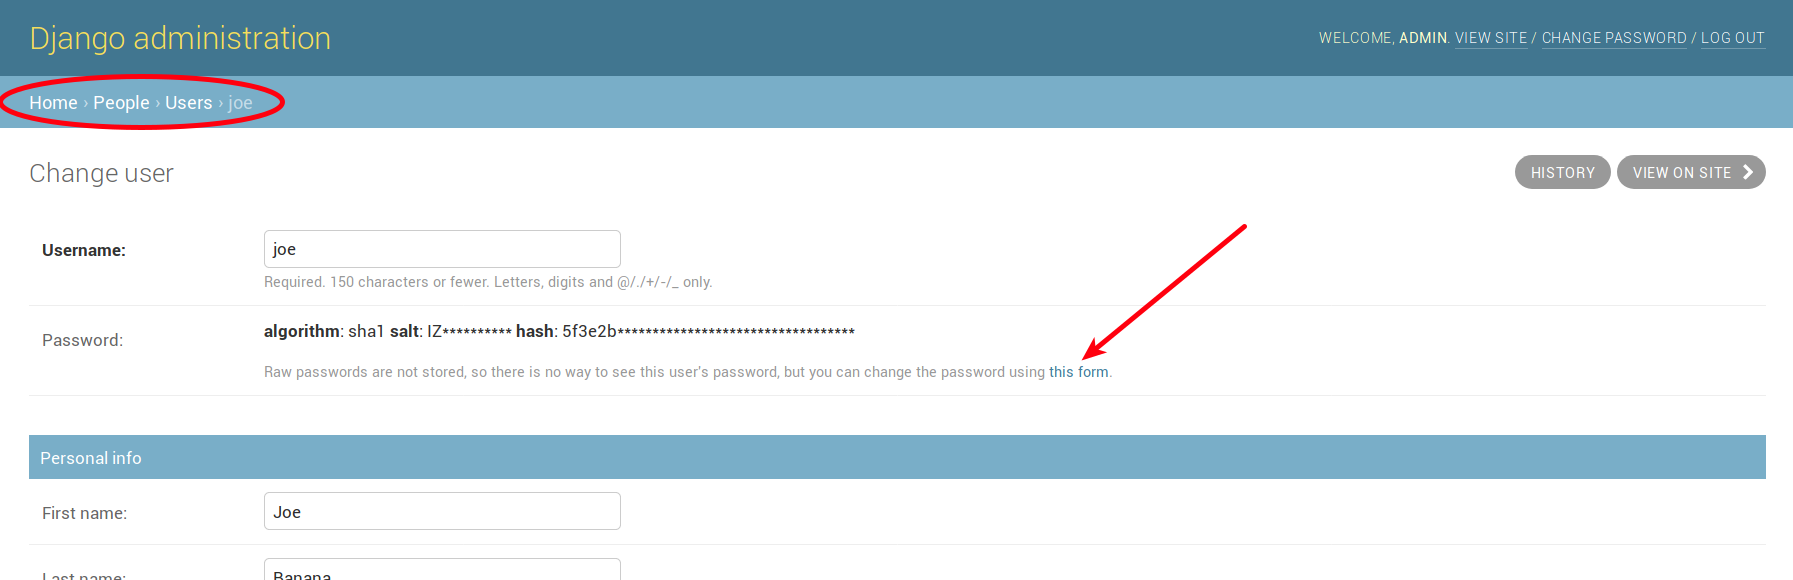 Django administration
WELCOME, ADMIN. VIEW SITE / CHANGE PASSWORD / LOG OUT
Home › People › Users › joe
Change user
HISTORY
VIEW ON SITE
Username:
joe
Required. 150 characters or fewer. Letters, digits and @/./+/-/_ only.
Password:
algorithm: sha1 salt: IZ********** hash: 5f3e2b**********************************
Raw passwords are not stored, so there is no way to see this user's password, but you can change the password using this form.
Personal info
First name:
Joe
Last name:
Banana